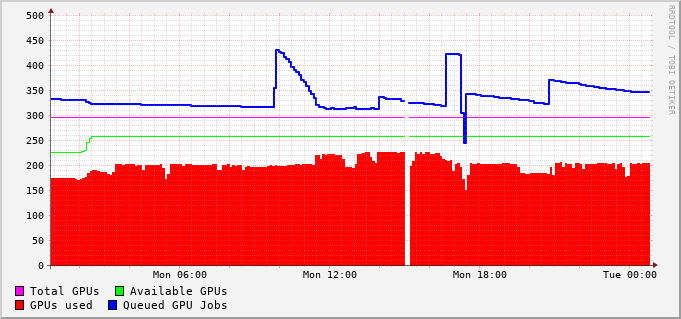 500
450
400
350
300
250
200
150
100
50
0
Mon 06:00 Mon 12:00 Mon 18:00 Tue 00:00
Total GPUs Available GPUs
GPUs used Queued GPU Jobs
RRDTOOL / TOBI OETIKER